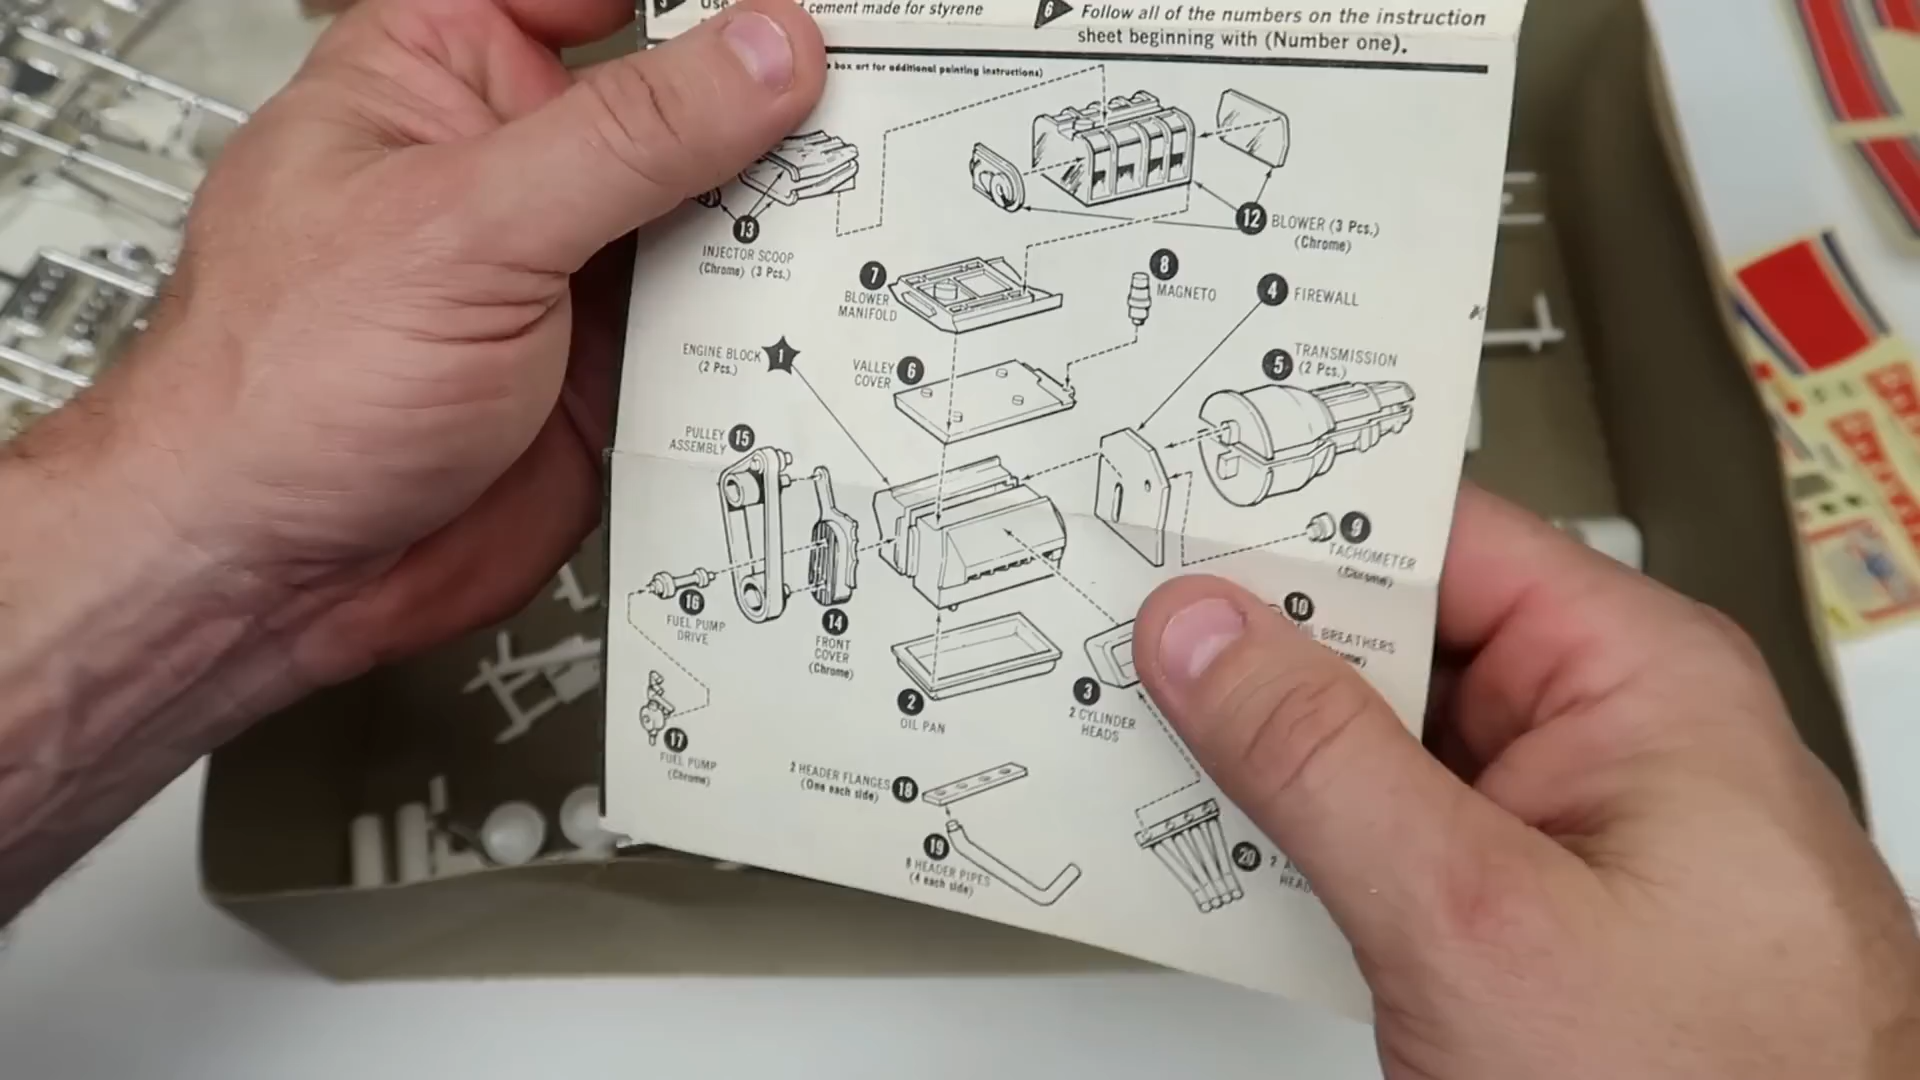 3 Use
cement made for styrene
6 Follow all of the numbers on the instruction
sheet beginning with (Number one).
box art for additional painting instructions)
13
INJECTOR SCOOP
(Chrome) (3 Pcs.)
12 BLOWER (3 Pcs.)
(Chrome)
7
BLOWER
MANIFOLD
8
MAGNETO
4 FIREWALL
ENGINE BLOCK 1
(2 Pcs.)
VALLEY 6
COVER
5 TRANSMISSION
(2 Pcs.)
PULLEY 15
ASSEMBLY
9
TACHOMETER
(Chrome)
16
FUEL PUMP
DRIVE
14
FRONT
COVER
(Chrome)
10
BREATHERS
2
OIL PAN
3
2 CYLINDER
HEADS
17
FUEL PUMP
(Chrome)
2 HEADER FLANGES 18
(One each side)
19
8 HEADER PIPES
(4 each side)
20 2